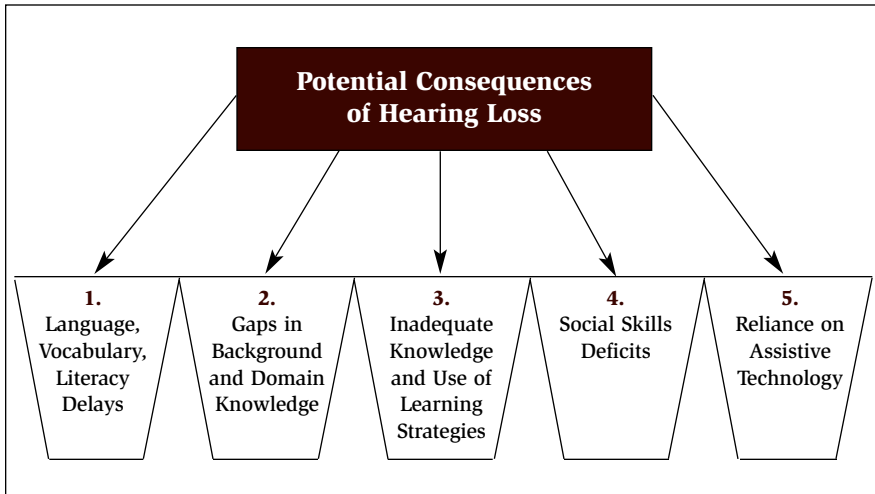 Potential Consequences
of Hearing Loss
1.
Language,
Vocabulary,
Literacy
Delays
2.
Gaps in
Background
and Domain
Knowledge
3.
Inadequate
Knowledge
and Use of
Learning
Strategies
4.
Social Skills
Deficits
5.
Reliance on
Assistive
Technology